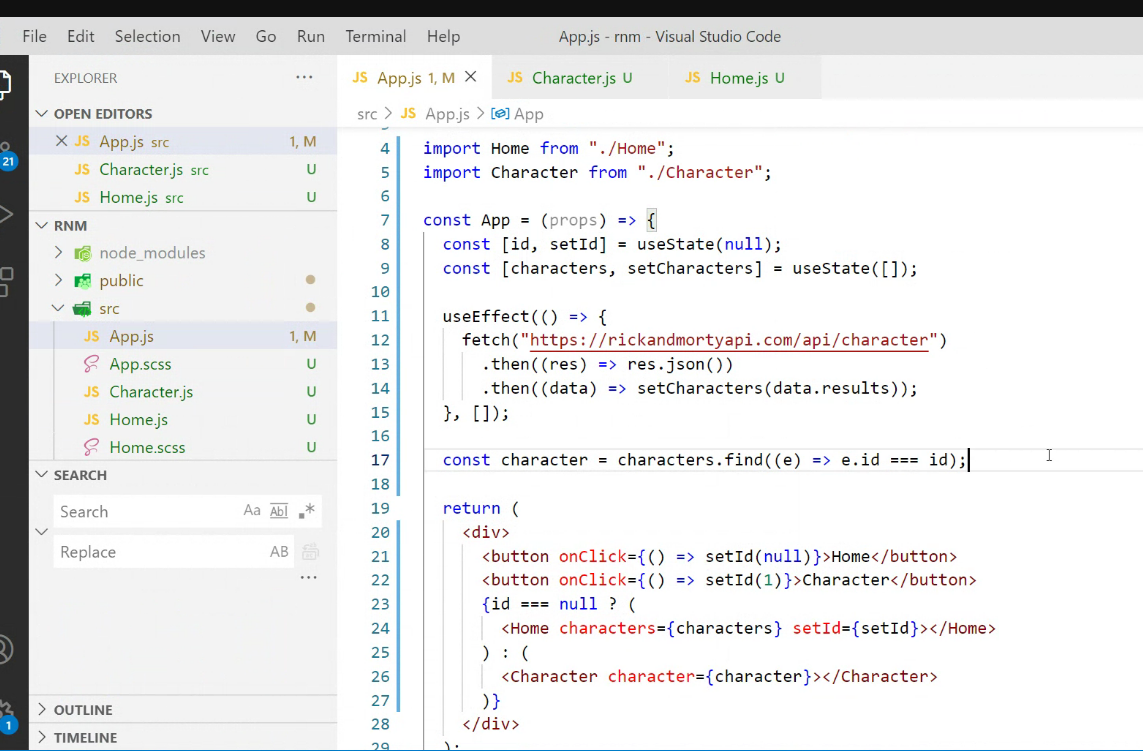 File Edit Selection View Go Run Terminal Help App.js - rnm - Visual Studio Code
EXPLORER ...
OPEN EDITORS
JS App.js src 1, M
JS Character.js src U
JS Home.js src U
RNM
node_modules
public
src
JS App.js 1, M
App.scss U
JS Character.js U
JS Home.js U
Home.scss U
SEARCH
Search Aa Abl .*
Replace AB
...
OUTLINE
TIMELINE
21
1
JS App.js 1, M JS Character.js U JS Home.js U
src > JS App.js > App
4 import Home from "./Home";
5 import Character from "./Character";
6
7 const App = (props) => {
8 const [id, setId] = useState(null);
9 const [characters, setCharacters] = useState([]);
10
11 useEffect(() => {
12 fetch("https://rickandmortyapi.com/api/character")
13 .then((res) => res.json())
14 .then((data) => setCharacters(data.results));
15 }, []);
16
17 const character = characters.find((e) => e.id === id);
18
19 return (
20 <div>
21 <button onClick={() => setId(null)}>Home</button>
22 <button onClick={() => setId(1)}>Character</button>
23 {id === null ? (
24 <Home characters={characters} setId={setId}></Home>
25 ) : (
26 <Character character={character}></Character>
27 )}
28 </div>
29 );